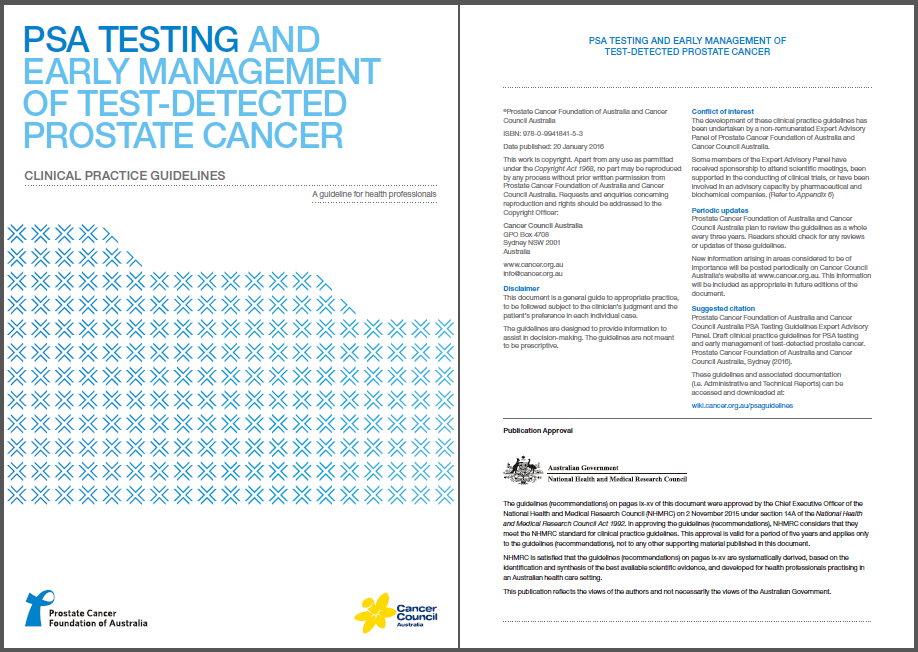 PSA TESTING AND
EARLY MANAGEMENT
OF TEST-DETECTED
PROSTATE CANCER
CLINICAL PRACTICE GUIDELINES
A guideline for health professionals
Prostate Cancer
Foundation of Australia
Cancer
Council
Australia
PSA TESTING AND EARLY MANAGEMENT OF
TEST-DETECTED PROSTATE CANCER
©Prostate Cancer Foundation of Australia and Cancer
Council Australia
ISBN: 978-0-9941841-5-3
Date published: 20 January 2016
This work is copyright. Apart from any use as permitted
under the Copyright Act 1968, no part may be reproduced
by any process without prior written permission from
Prostate Cancer Foundation of Australia and Cancer
Council Australia. Requests and enquiries concerning
reproduction and rights should be addressed to the
Copyright Officer:
Cancer Council Australia
GPO Box 4708
Sydney NSW 2001
Australia
www.cancer.org.au
info@cancer.org.au
Disclaimer
This document is a general guide to appropriate practice,
to be followed subject to the clinician's judgment and the
patient's preference in each individual case.
The guidelines are designed to provide information to
assist in decision-making. The guidelines are not meant
to be prescriptive.
Conflict of interest
The development of these clinical practice guidelines has
been undertaken by a non-remunerated Expert Advisory
Panel of Prostate Cancer Foundation of Australia and
Cancer Council Australia.
Some members of the Expert Advisory Panel have
received sponsorship to attend scientific meetings, been
supported in the conducting of clinical trials, or have been
involved in an advisory capacity by pharmaceutical and
biochemical companies. (Refer to Appendix 6)
Periodic updates
Prostate Cancer Foundation of Australia and Cancer
Council Australia plan to review the guidelines as a whole
every three years. Readers should check for any reviews
or updates of these guidelines.
New information arising in areas considered to be of
importance will be posted periodically on Cancer Council
Australia's website at www.cancer.org.au. This information
will be included as appropriate in future editions of the
document.
Suggested citation
Prostate Cancer Foundation of Australia and Cancer
Council Australia PSA Testing Guidelines Expert Advisory
Panel. Draft clinical practice guidelines for PSA testing
and early management of test-detected prostate cancer.
Prostate Cancer Foundation of Australia and Cancer
Council Australia, Sydney (2016).
These guidelines and associated documentation
(i.e. Administrative and Technical Reports) can be
accessed and downloaded at:
wiki.cancer.org.au/psaguidelines
Publication Approval
Australian Government
National Health and Medical Research Council
The guidelines (recommendations) on pages ix-xv of this document were approved by the Chief Executive Officer of the
National Health and Medical Research Council (NHMRC) on 2 November 2015 under section 14A of the National Health
and Medical Research Council Act 1992. In approving the guidelines (recommendations), NHMRC considers that they
meet the NHMRC standard for clinical practice guidelines. This approval is valid for a period of five years and applies only
to the guidelines (recommendations), not to any other supporting material published in this document.
NHMRC is satisfied that the guidelines (recommendations) on pages ix-xv are systematically derived, based on the
identification and synthesis of the best available scientific evidence, and developed for health professionals practising in
an Australian health care setting.
This publication reflects the views of the authors and not necessarily the views of the Australian Government.